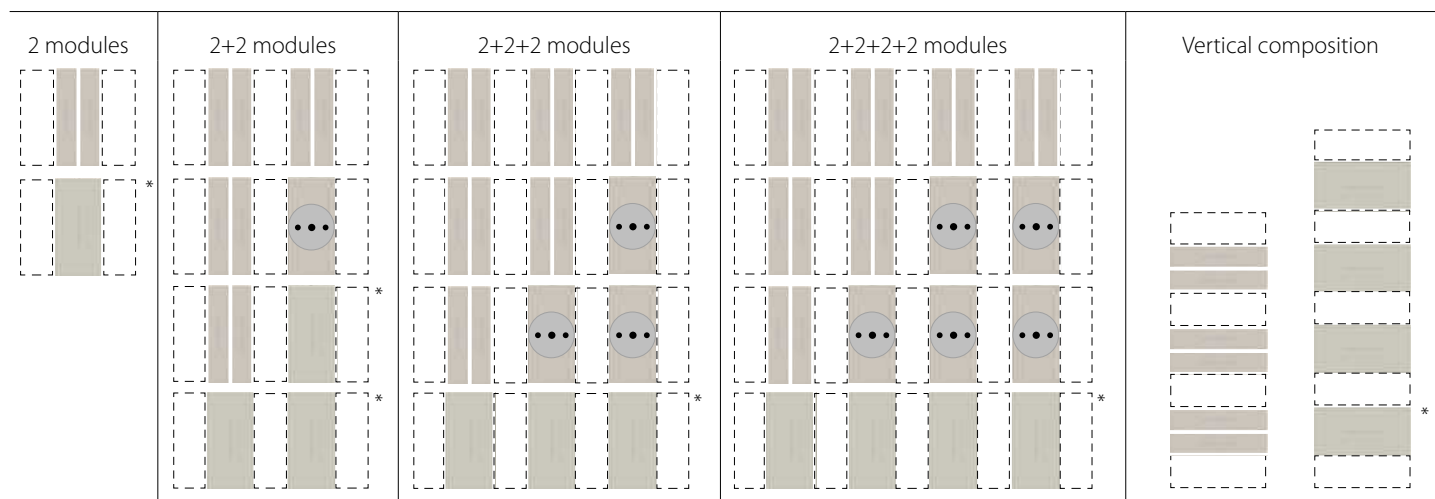 2 modules
2+2 modules
2+2+2 modules
2+2+2+2 modules
Vertical composition
*
*
*
*
*
*